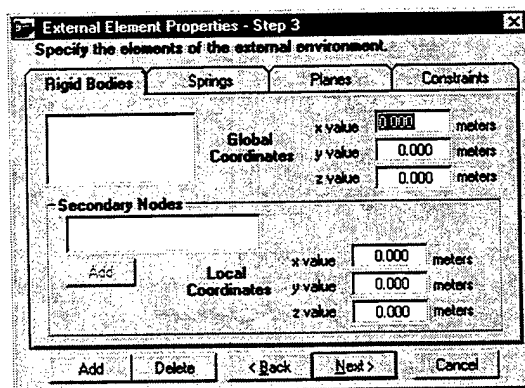 External Element Properties - Step 3
Specify the elements of the external environment.
Rigid Bodies Springs Planes Constraints
Global Coordinates
x value 0.000 meters
y value 0.000 meters
z value 0.000 meters
Secondary Nodes
Add
Local Coordinates
x value 0.000 meters
y value 0.000 meters
z value 0.000 meters
Add Delete < Back Next > Cancel